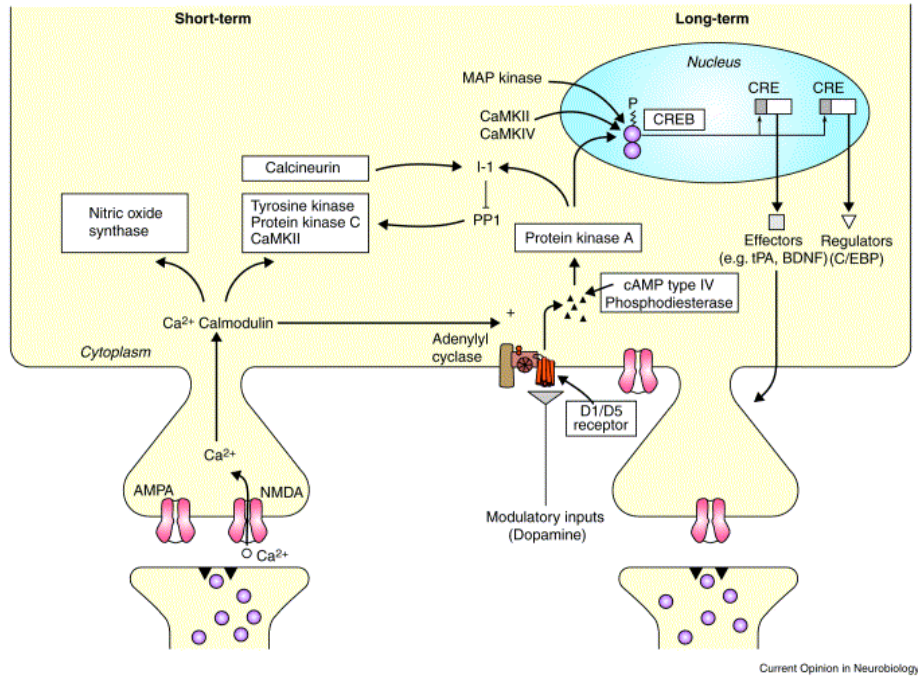 Short-term
Long-term
Nucleus
MAP kinase
CRE
CRE
P
CaMKII
CaMKIV
CREB
Calcineurin
I-1
Nitric oxide
synthase
Tyrosine kinase
Protein kinase C
CaMKII
PP1
Protein kinase A
Effectors
(e.g. tPA, BDNF)
Regulators
(C/EBP)
cAMP type IV
Phosphodiesterase
Ca2+ Calmodulin
+
Adenylyl
cyclase
Cytoplasm
D1/D5
receptor
Ca2+
AMPA
NMDA
Modulatory inputs
(Dopamine)
Ca2+
Current Opinion in Neurobiology